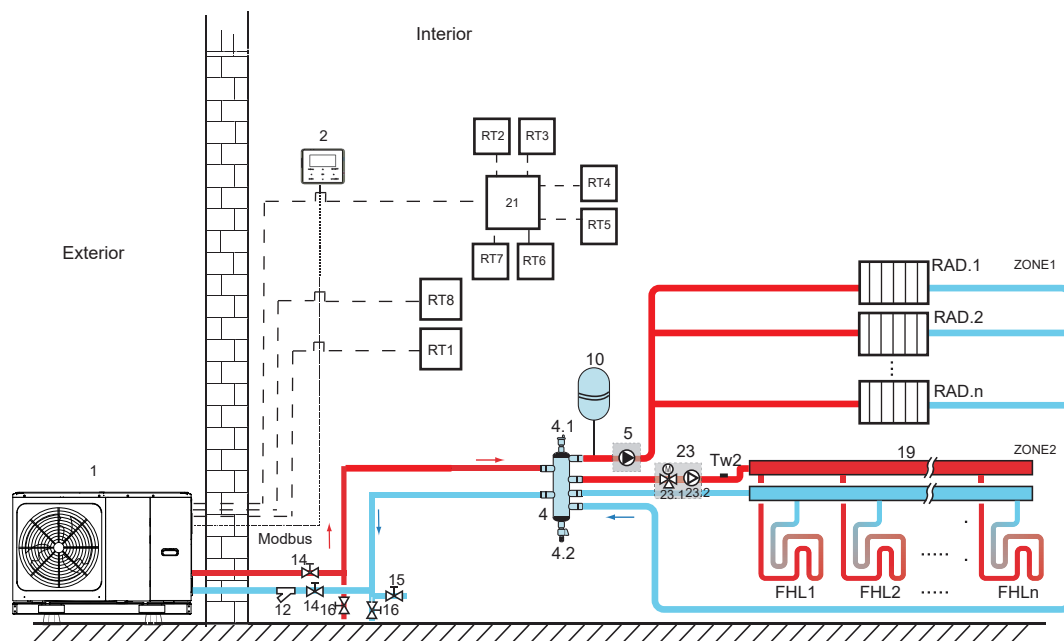 Interior
Exterior
2
RT2
RT3
RT4
21
RT5
RT7
RT6
RT8
RT1
RAD.1
ZONE1
RAD.2
.....
RAD.n
10
4.1
5
23
Tw2
19
ZONE2
M
23.1
23.2
4
4.2
1
Modbus
14
12
14
16
16
15
.
.....
.
FHL1
FHL2
.....
FHLn